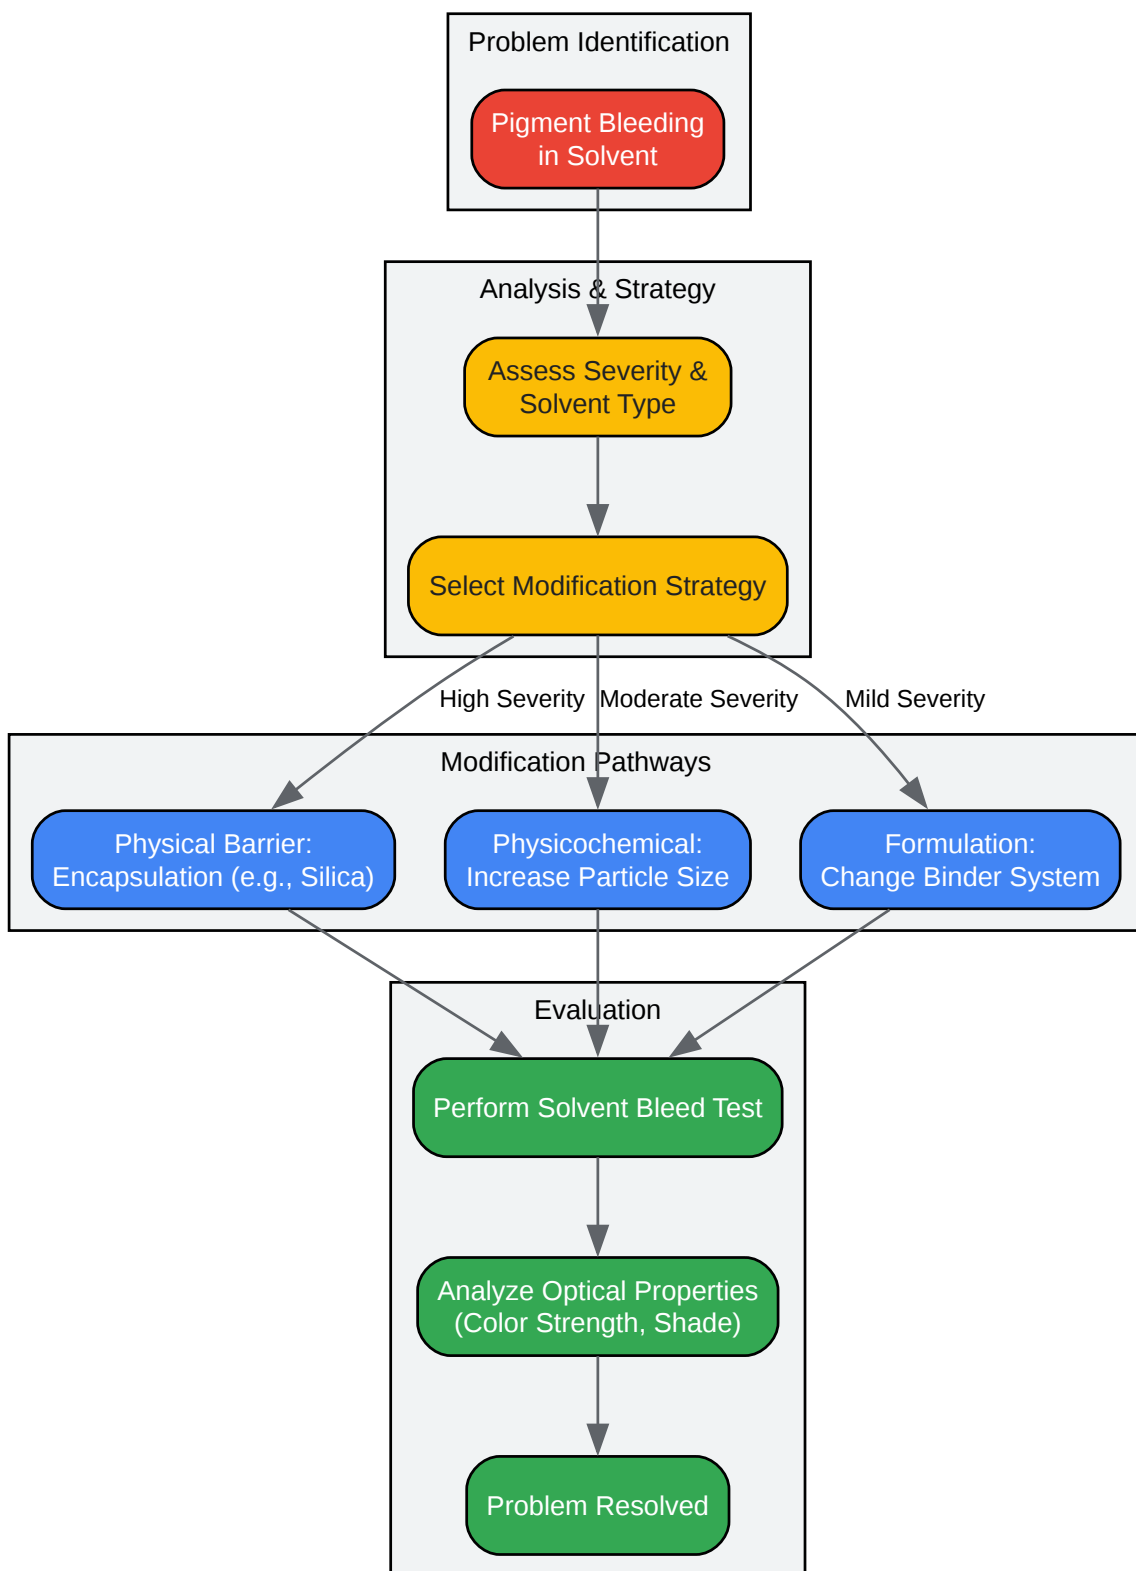 Problem Identification
Pigment Bleeding
in Solvent
Analysis & Strategy
Assess Severity &
Solvent Type
Select Modification Strategy
High Severity
Moderate Severity
Mild Severity
Modification Pathways
Physical Barrier:
Encapsulation (e.g., Silica)
Physicochemical:
Increase Particle Size
Formulation:
Change Binder System
Evaluation
Perform Solvent Bleed Test
Analyze Optical Properties
(Color Strength, Shade)
Problem Resolved